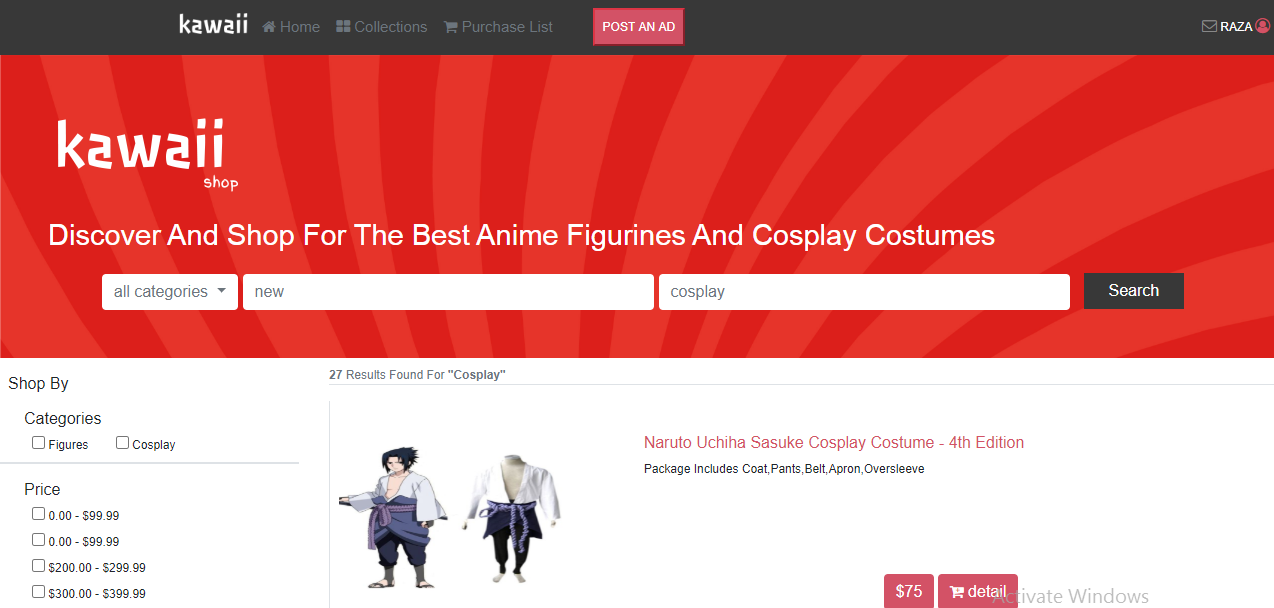 kawaii Home Collections Purchase List POST AN AD RAZA
kawaii
shop
Discover And Shop For The Best Anime Figurines And Cosplay Costumes
all categories new cosplay Search
27 Results Found For "Cosplay"
Shop By
Categories
Figures Cosplay
Price
0.00 - $99.99
0.00 - $99.99
$200.00 - $299.99
$300.00 - $399.99
Naruto Uchiha Sasuke Cosplay Costume - 4th Edition
Package Includes Coat,Pants,Belt,Apron,Oversleeve
$75 detail
Activate Windows